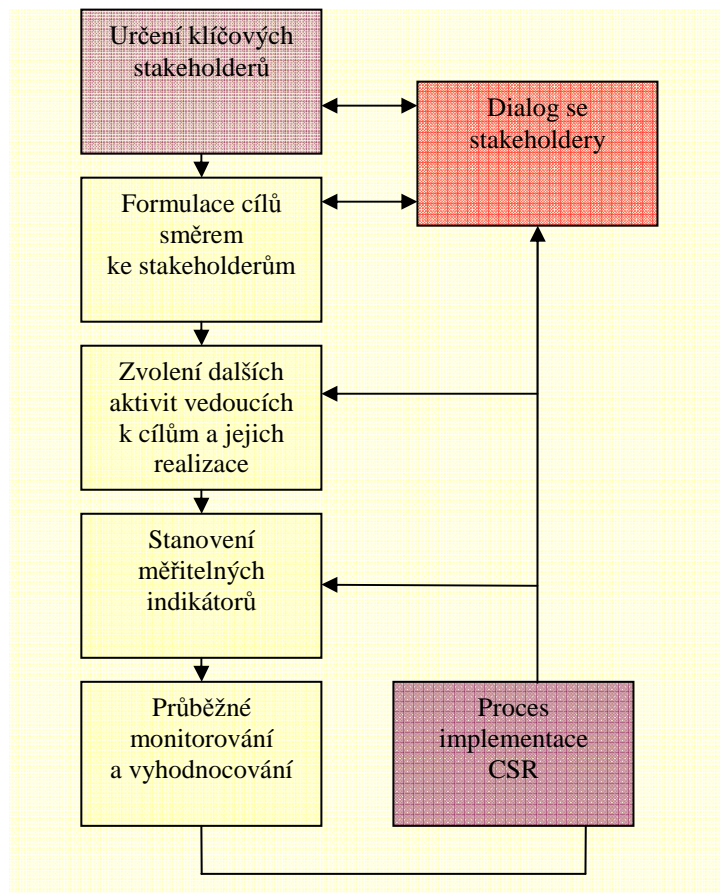 Určení klíčových
stakeholderů
Dialog se
stakeholdery
Formulace cílů
směrem
ke stakeholderům
Zvolení dalších
aktivit vedoucích
k cílům a jejich
realizace
Stanovení
měřitelných
indikátorů
Průběžné
monitorování
a vyhodnocování
Proces
implementace
CSR